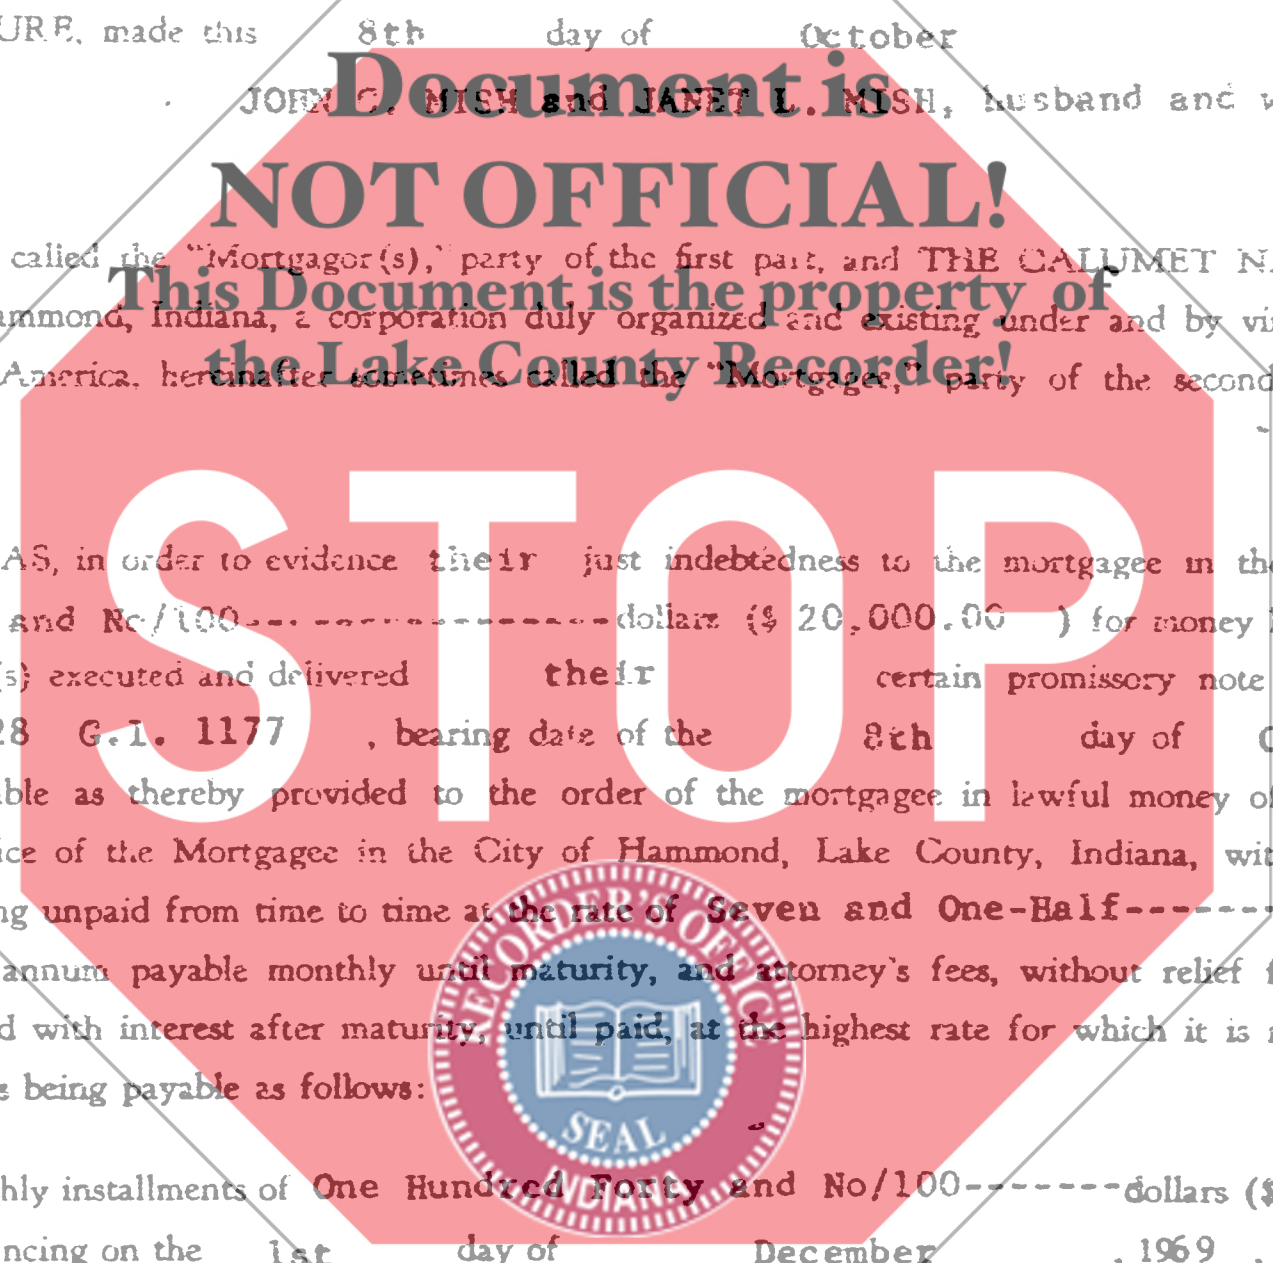 URE, made this 8th day of October
Document is
JOHN C. MISH and JANET L. MISH, husband and w
NOT OFFICIAL!
called the "Mortgagor(s)," party of the first part, and THE CALUMET NA
This Document is the property of
ammond, Indiana, a corporation duly organized and existing under and by vir
the Lake County Recorder!
America, hereinafter sometimes called the "Mortgagee," party of the second
STOP
AS, in order to evidence their just indebtedness to the mortgagee in the
and No/100--------------------dollars ($ 20,000.00 ) for money
(s) executed and delivered their certain promissory note
28 G.I. 1177 , bearing date of the 8th day of O
able as thereby provided to the order of the mortgagee in lawful money of
ice of the Mortgagee in the City of Hammond, Lake County, Indiana, wit
ng unpaid from time to time at the rate of Seven and One-Half--------
annum payable monthly until maturity, and attorney's fees, without relief f
d with interest after maturity, until paid, at the highest rate for which it is
s being payable as follows:
RECORDER'S OFFICE
SEAL
INDIANA
hly installments of One Hundred Forty and No/100-------dollars ($
ncing on the 1st day of December , 1969 ,